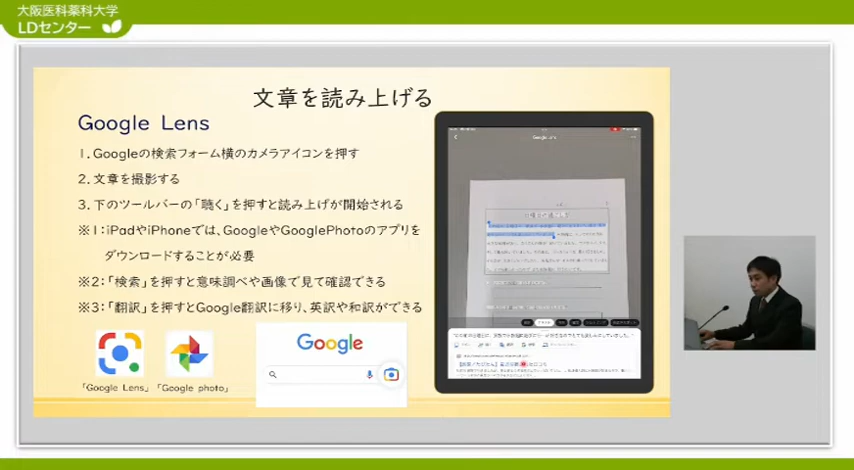 大阪医科薬科大学
LDセンター
文章を読み上げる
Google Lens
1. Googleの検索フォーム横のカメラアイコンを押す
2. 文章を撮影する
3. 下のツールバーの「聴く」を押すと読み上げが開始される
※1：iPadやiPhoneでは、GoogleやGooglePhotoのアプリを
ダウンロードすることが必要
※2：「検索」を押すと意味調べや画像で見て確認できる
※3：「翻訳」を押すとGoogle翻訳に移り、英訳や和訳ができる
Google
「Google Lens」「Google photo」